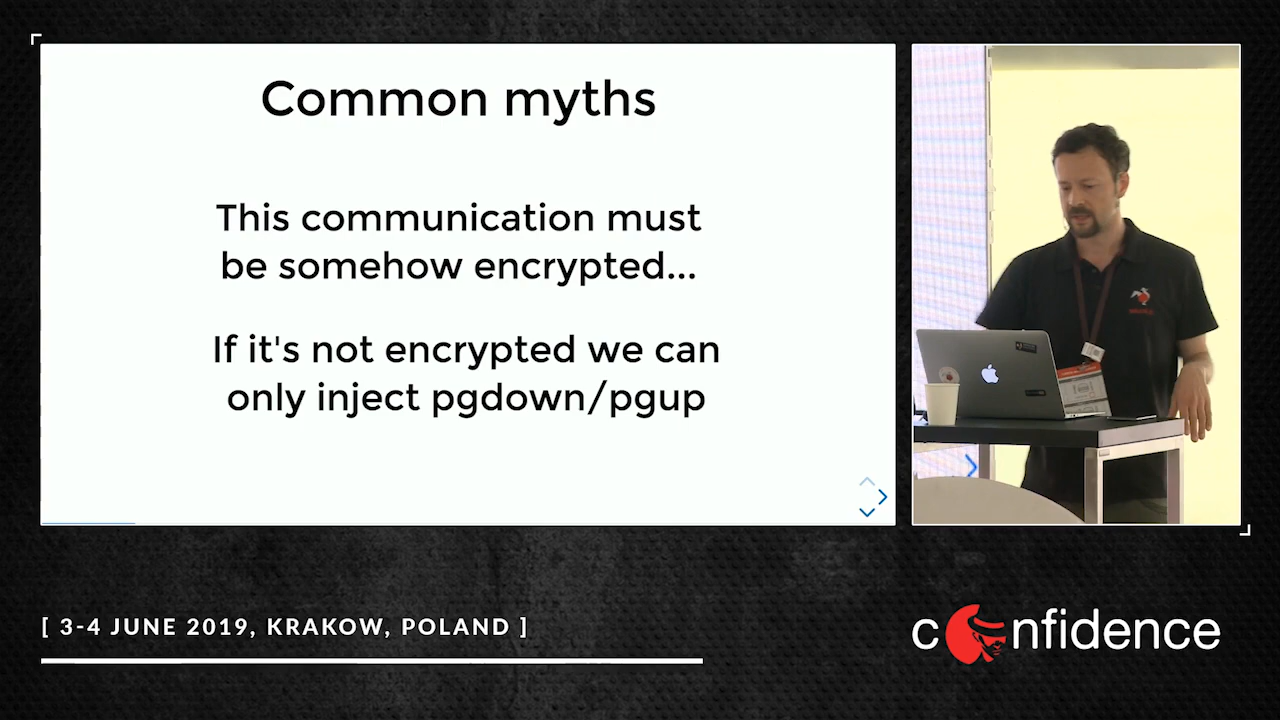 Common myths
This communication must
be somehow encrypted...
If it's not encrypted we can
only inject pgdown/pgup
[ 3-4 JUNE 2019, KRAKOW, POLAND ]
confidence